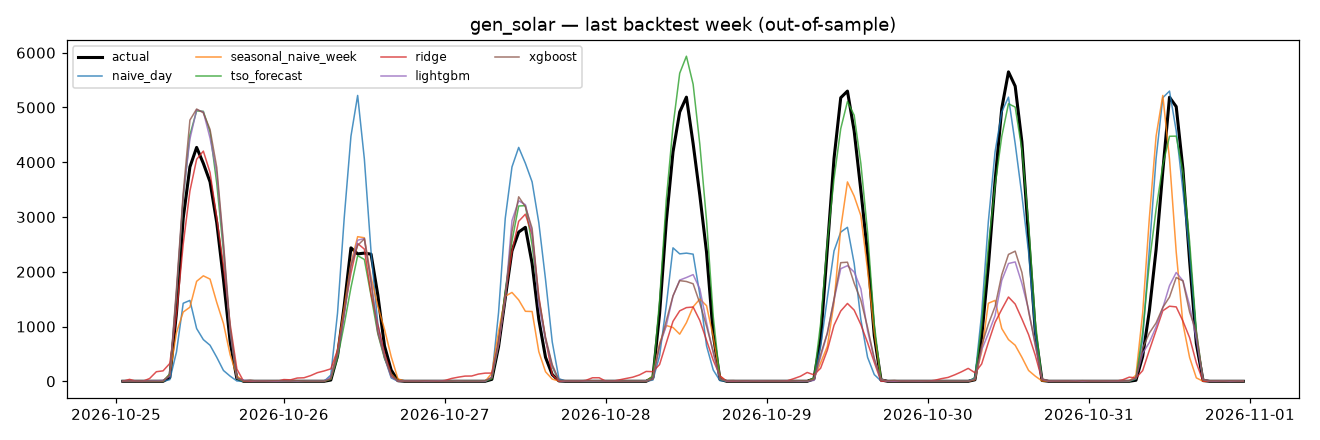 gen_solar — last backtest week (out-of-sample)
actual
naive_day
seasonal_naive_week
tso_forecast
ridge
lightgbm
xgboost
6000
5000
4000
3000
2000
1000
0
2026-10-25 2026-10-26 2026-10-27 2026-10-28 2026-10-29 2026-10-30 2026-10-31 2026-11-01